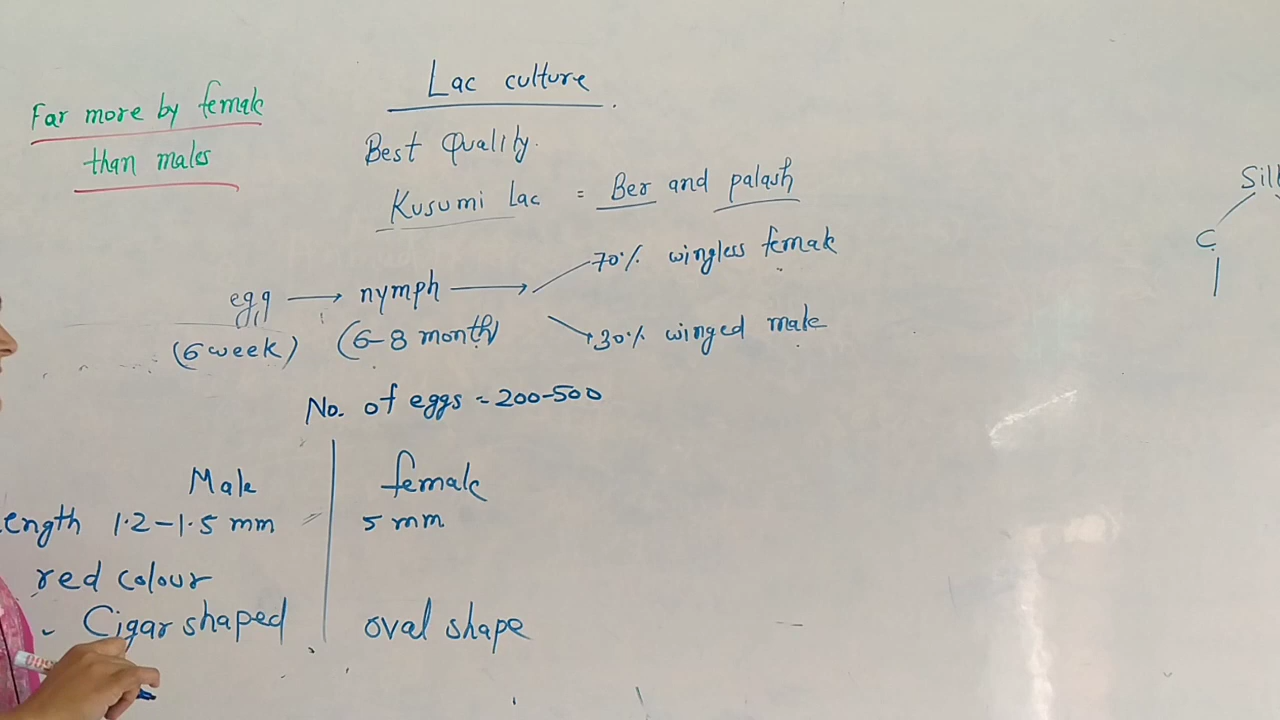 Far more by female
than males
Lac culture
Best Quality.
Kusumi Lac = Ber and palash
egg → nymph → 70% wingless female
(6 week) (6-8 month) 30% winged male
No. of eggs = 200-500
Male female
Length 1.2-1.5 mm 5 mm
red colour
Cigar shaped oval shape
C
500